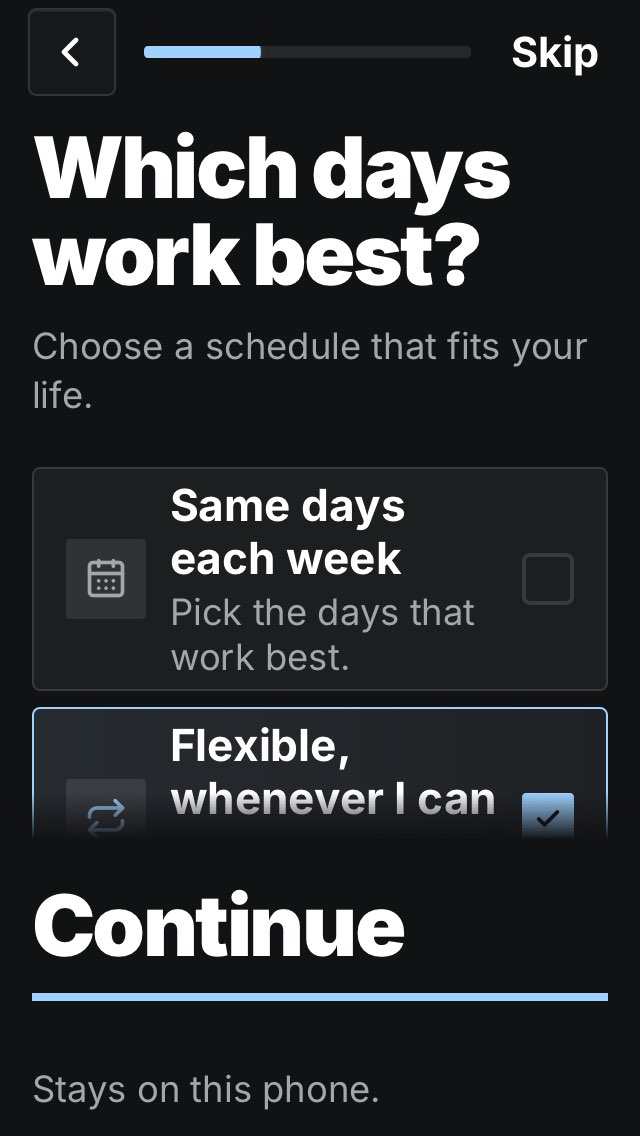 Skip
Which days
work best?
Choose a schedule that fits your
life.
Same days
each week
Pick the days that
work best.
Flexible,
whenever I can
Continue
Stays on this phone.